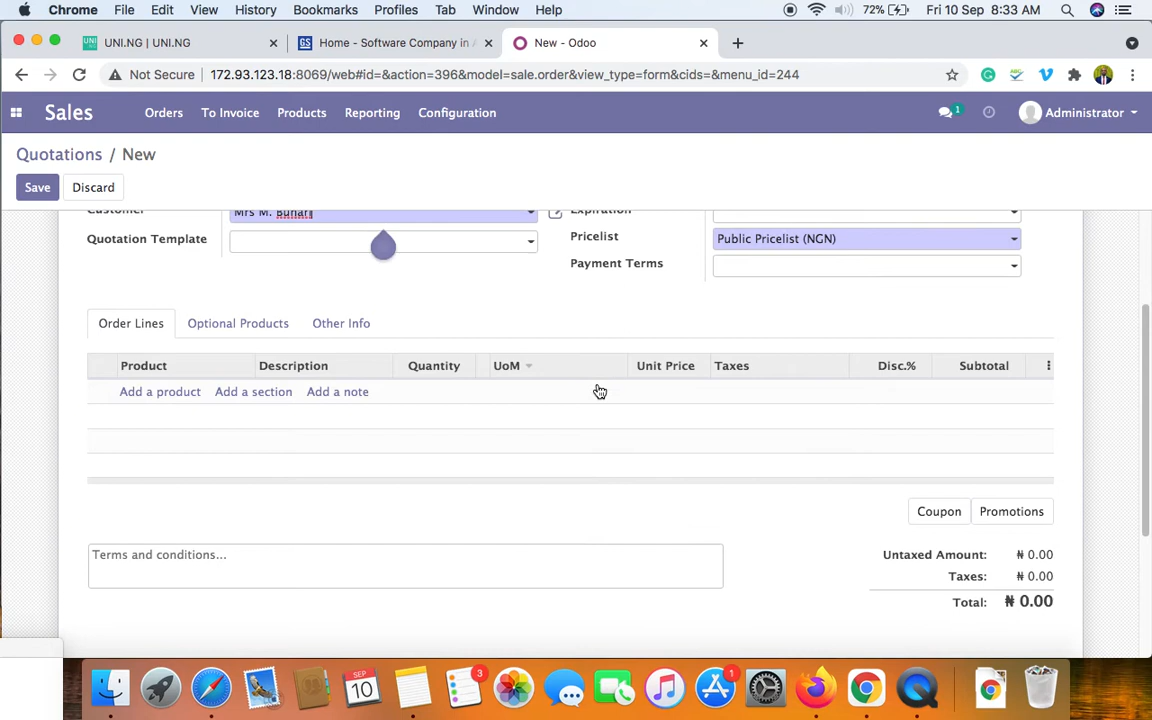 Chrome File Edit View History Bookmarks Profiles Tab Window Help 72% Fri 10 Sep 8:33 AM
UNI.NG | UNI.NG Home - Software Company in A New - Odoo
Not Secure 172.93.123.18:8069/web#id=&action=396&model=sale.order&view_type=form&cids=&menu_id=244
Sales Orders To Invoice Products Reporting Configuration 1 Administrator
Quotations / New
Save Discard
Customer Mrs M. Buhari Expiration
Quotation Template Pricelist Public Pricelist (NGN)
Payment Terms
Order Lines Optional Products Other Info
Product Description Quantity UoM Unit Price Taxes Disc.% Subtotal
Add a product Add a section Add a note
Coupon Promotions
Terms and conditions... Untaxed Amount: ₦ 0.00
Taxes: ₦ 0.00
Total: ₦ 0.00
SEP 3 1
10